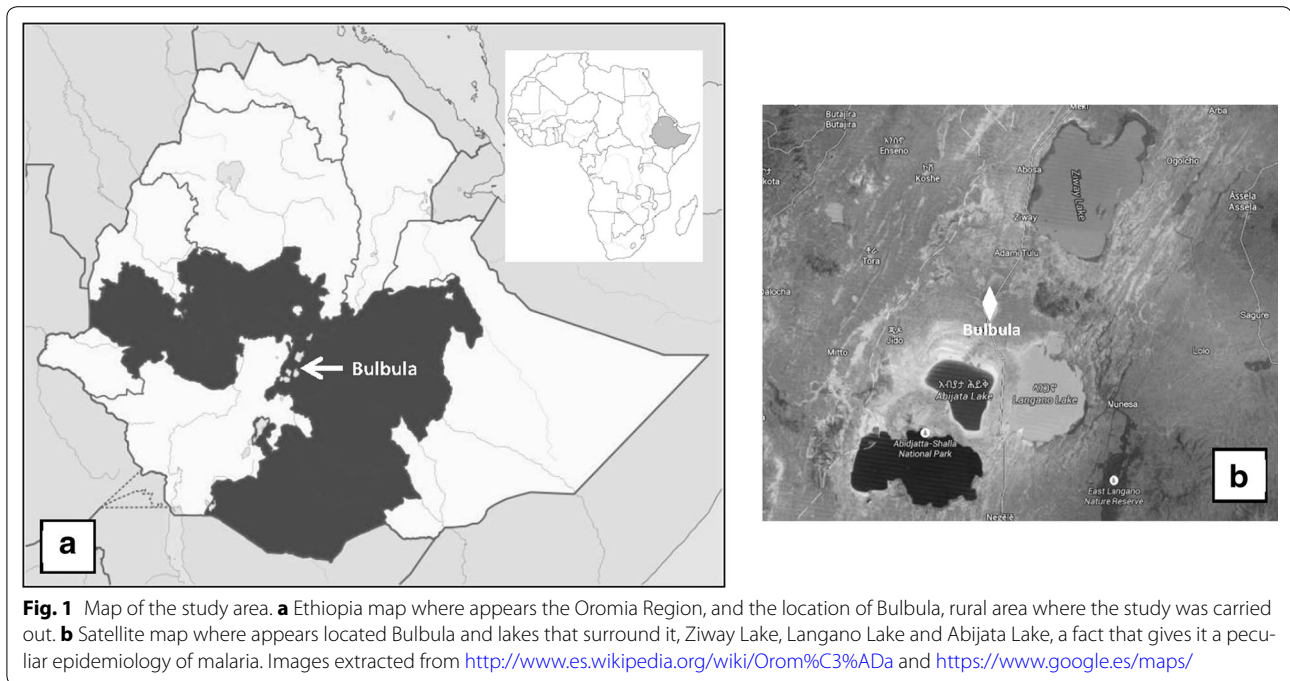 Bulbula
a
Butajira
Butajira
Meki
Arba
Enseno
Koshe
Abosa
Ogolcho
Ziway Lake
kota
Assela
Assela
Ziway
Tora
Adami Tulu
Bulbula
Sagure
Jido
Mitto
Lolo
Abijata Lake
Langano Lake
Munesa
Abidjatta-Shalla
National Park
East Langano
Nature Reserve
Negēlē
b
Fig. 1 Map of the study area. a Ethiopia map where appears the Oromia Region, and the location of Bulbula, rural area where the study was carried
out. b Satellite map where appears located Bulbula and lakes that surround it, Ziway Lake, Langano Lake and Abijata Lake, a fact that gives it a pecu-
liar epidemiology of malaria. Images extracted from http://www.es.wikipedia.org/wiki/Orom%C3%ADa and https://www.google.es/maps/